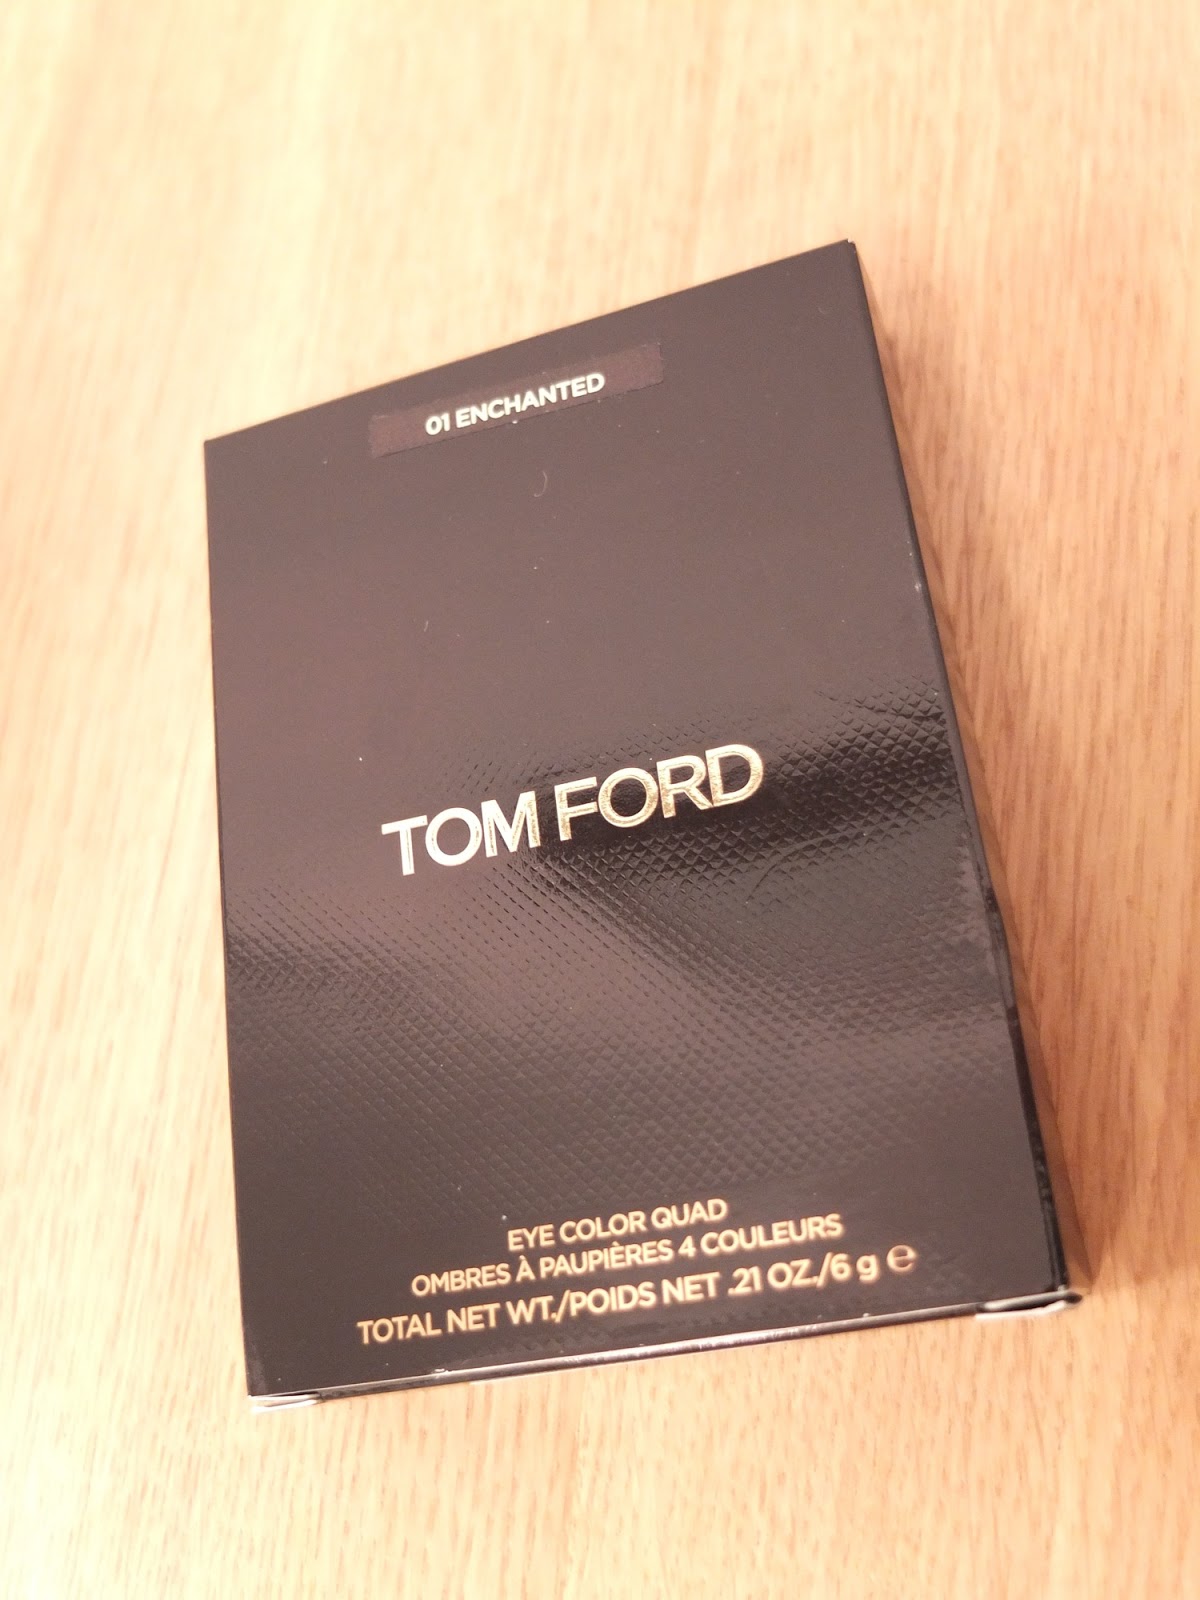 01 ENCHANTED
TOM FORD
EYE COLOR QUAD
OMBRES À PAUPIÈRES 4 COULEURS
TOTAL NET WT./POIDS NET .21 OZ./6 g ℮